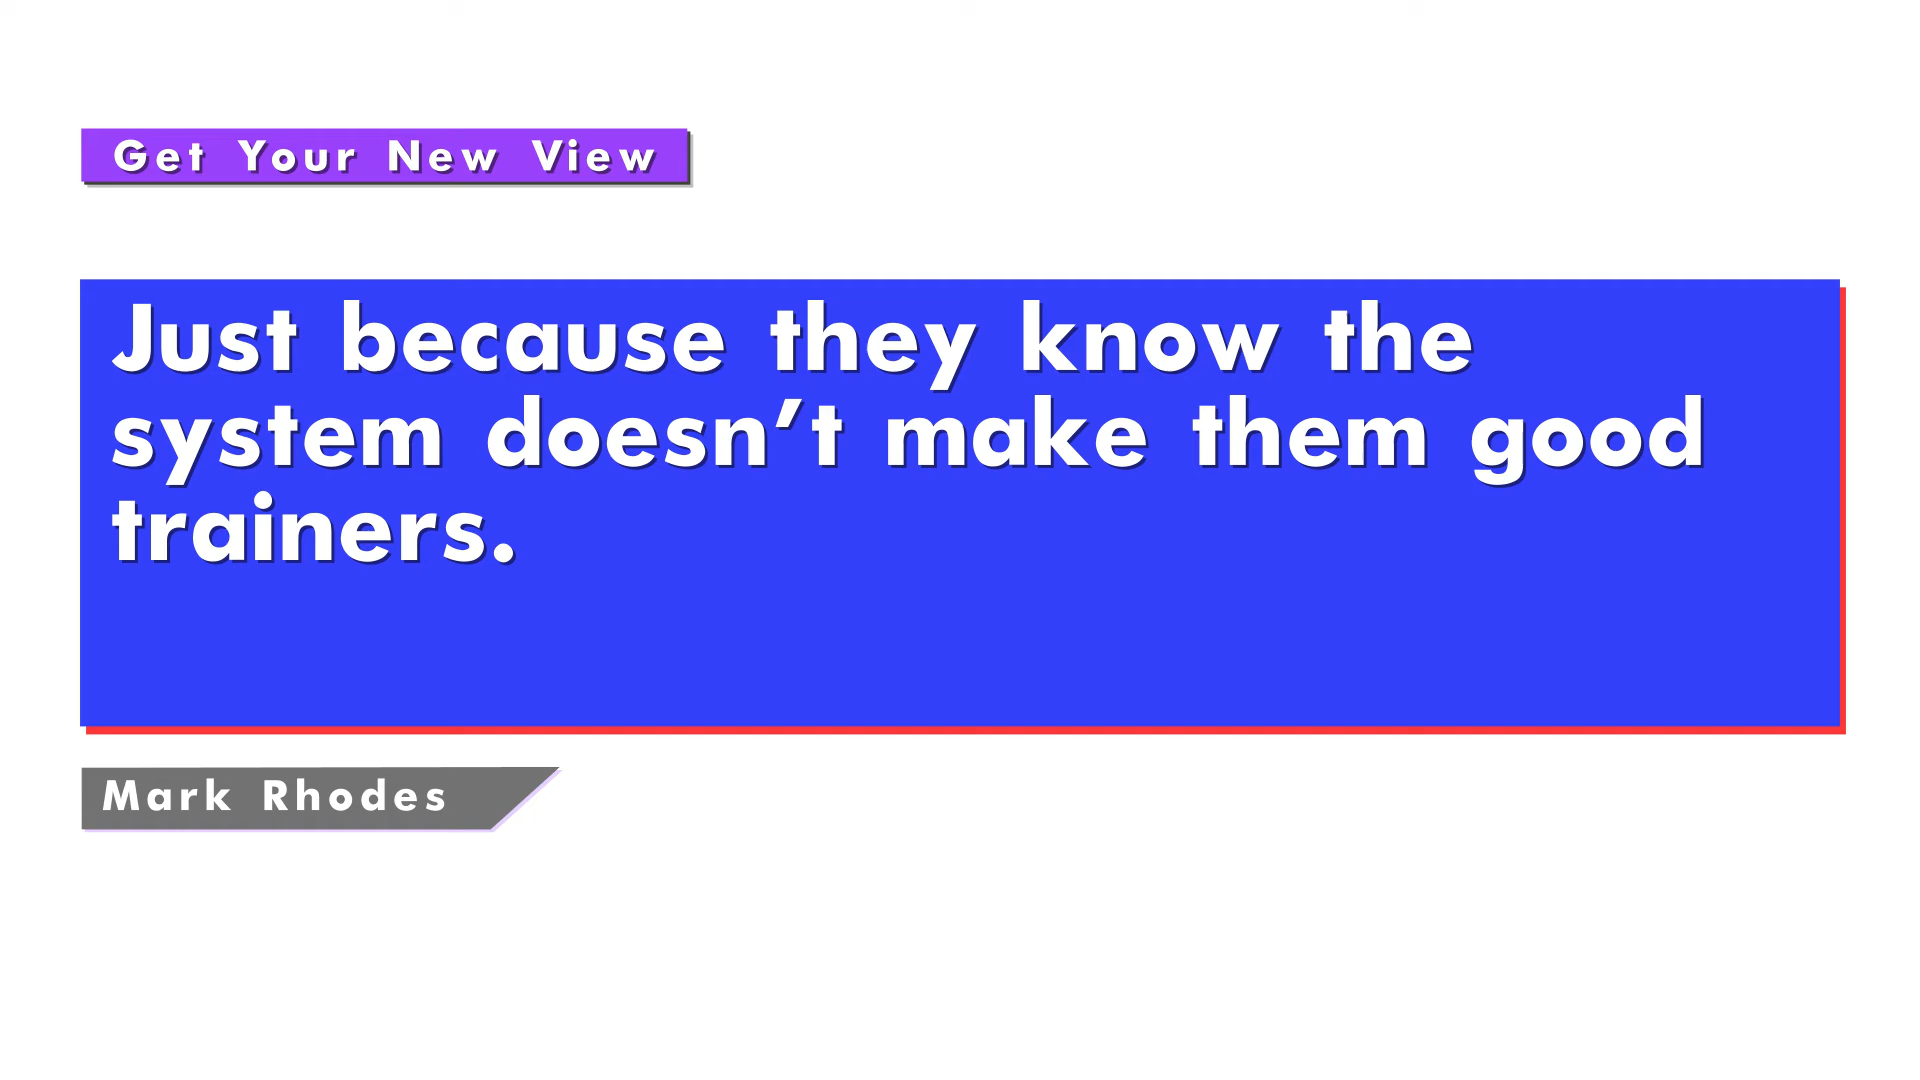 Get Your New View
Just because they know the
system doesn’t make them good
trainers.
Mark Rhodes